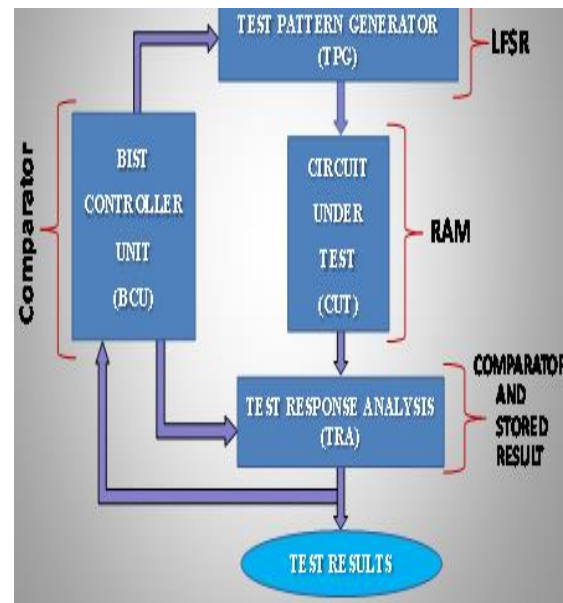 TEST PATTERN GENERATOR
(TPG)
LFSR
Comparator
BIST
CONTROLLER
UNIT
(BCU)
CIRCUIT
UNDER
TEST
(CUT)
RAM
TEST RESPONSE ANALYSIS
(TRA)
COMPARATOR
AND
STORED
RESULT
TEST RESULTS